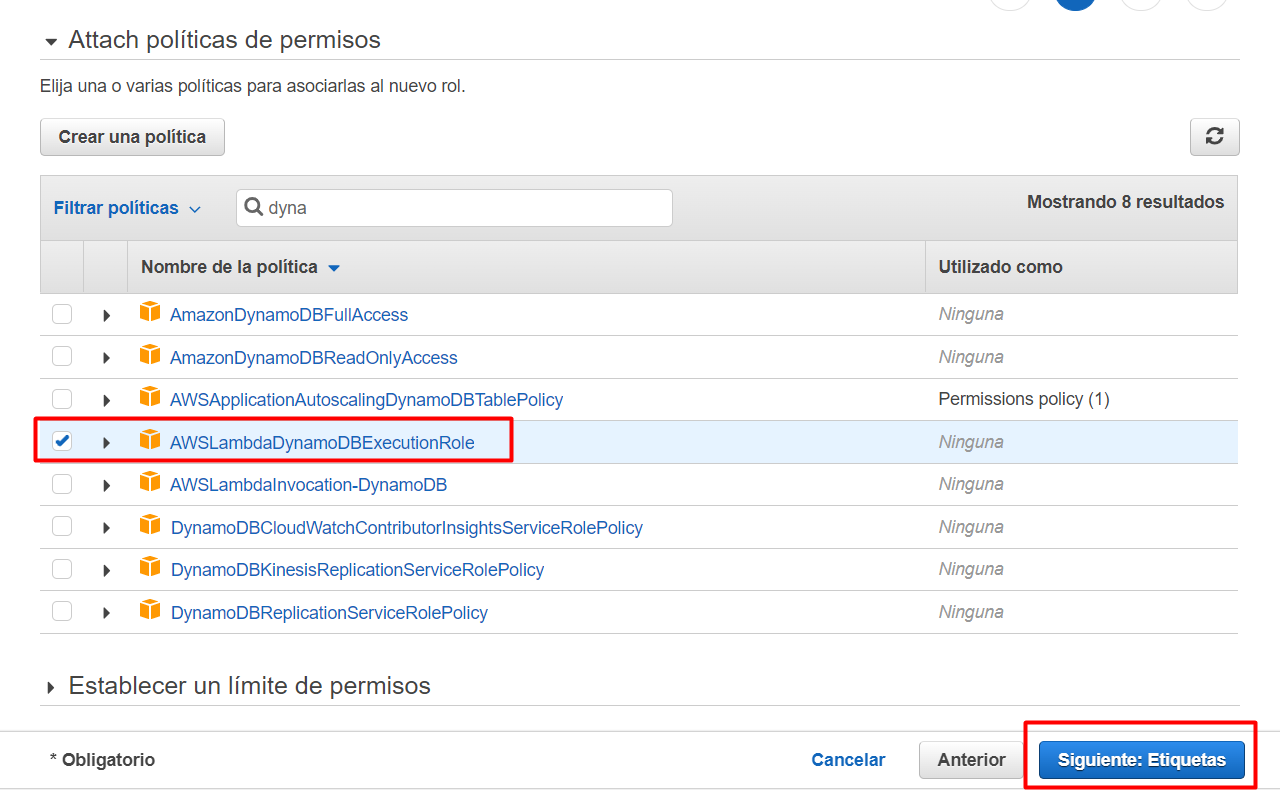 Attach políticas de permisos
Elija una o varias políticas para asociarlas al nuevo rol.
Crear una política
Filtrar políticas dyna Mostrando 8 resultados
Nombre de la política Utilizado como
AmazonDynamoDBFullAccess Ninguna
AmazonDynamoDBReadOnlyAccess Ninguna
AWSApplicationAutoscalingDynamoDBTablePolicy Permissions policy (1)
AWSLambdaDynamoDBExecutionRole Ninguna
AWSLambdaInvocation-DynamoDB Ninguna
DynamoDBCloudWatchContributorInsightsServiceRolePolicy Ninguna
DynamoDBKinesisReplicationServiceRolePolicy Ninguna
DynamoDBReplicationServiceRolePolicy Ninguna
Establecer un límite de permisos
* Obligatorio Cancelar Anterior Siguiente: Etiquetas